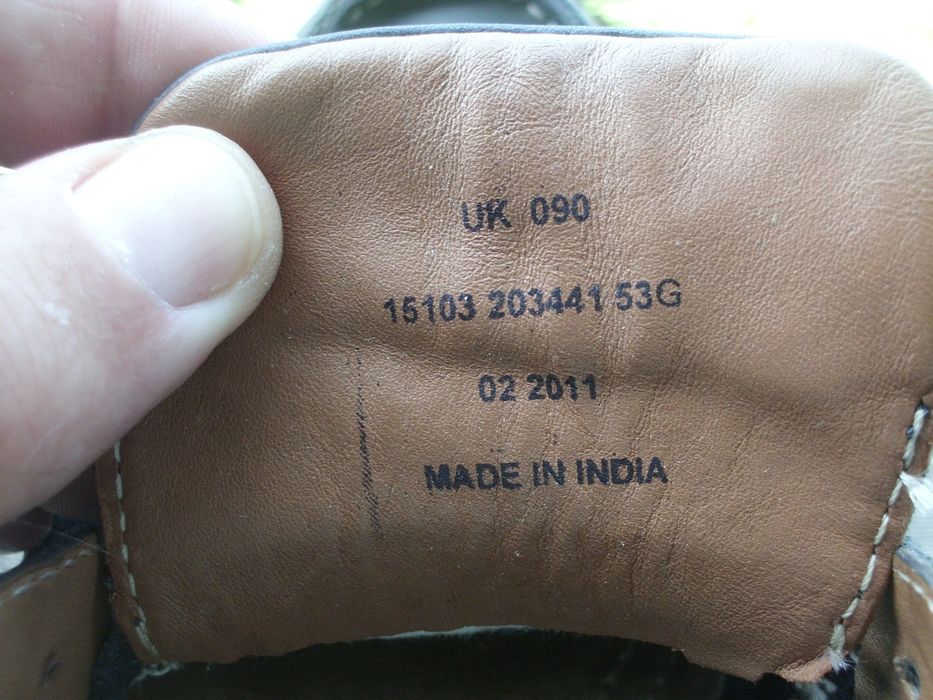 UK 090
15103 203441 53G
02 2011
MADE IN INDIA